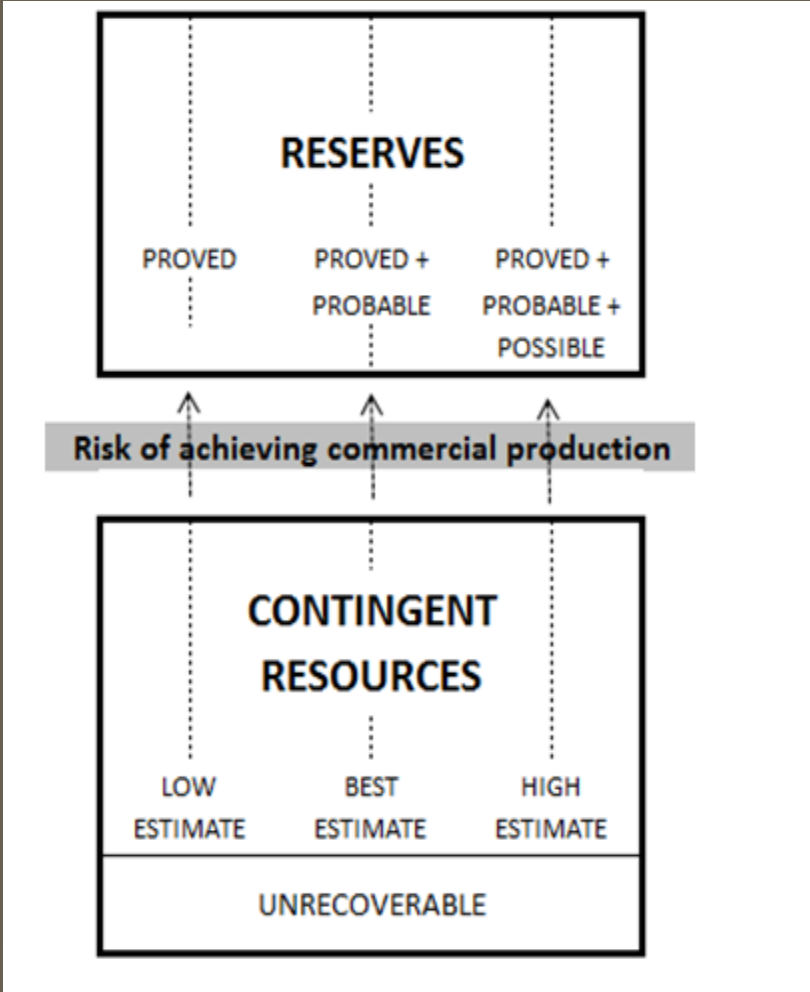 RESERVES
PROVED
PROVED +
PROBABLE
PROVED +
PROBABLE +
POSSIBLE
Risk of achieving commercial production
CONTINGENT
RESOURCES
LOW
ESTIMATE
BEST
ESTIMATE
HIGH
ESTIMATE
UNRECOVERABLE